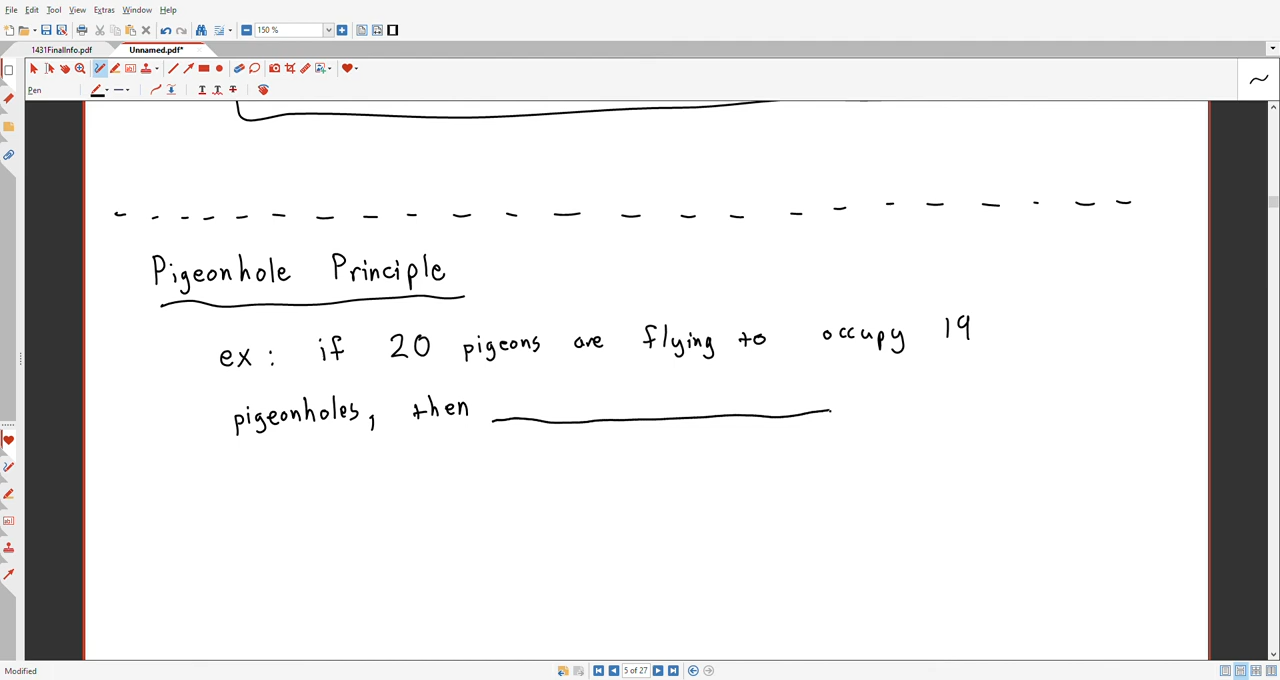 File Edit Tool View Extras Window Help
150 %
1431FinalInfo.pdf Unnamed.pdf*
Pen
Pigeonhole Principle
ex: if 20 pigeons are flying to occupy 19
pigeonholes, then
Modified
5 of 27